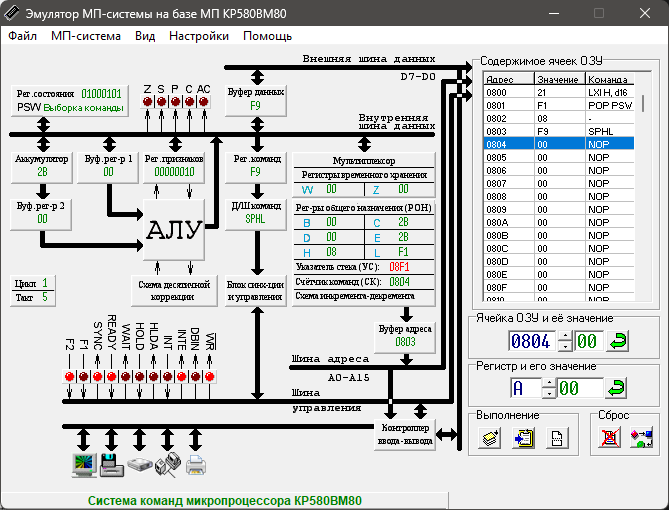 Эмулятор МП-системы на базе МП КР580ВМ80
Файл МП-система Вид Настройки Помощь
Внешняя шина данных
D7-D0
Рег.состояния 01000101
PSW Выборка команды
Z S P C AC
Буфер данных
F9
Внутренняя
шина данных
Аккумулятор
2B
Буф.рег-р 1
00
Рег.признаков
00000010
Рег.команд
F9
Мультиплексор
Регистры временного хранения
W 00 Z 00
Буф.рег-р 2
00
АЛУ
Д/Ш команд
SPHL
Рег-ры общего назначения (РОН)
B 00 C 2B
D 00 E 2B
H 08 L F1
Указатель стека (УС): 08F1
Счётчик команд (СК): 0804
Схема инкремента-декремента
Цикл 1
Такт 5
Схема десятичной
коррекции
Блок синх-ции
и управления
Буфер адреса
0803
F2 F1 SYNC READY WAIT HOLD HLDA INT INTE DBIN WR
Шина адреса
A0-A15
Шина
управления
Контроллер
ввода-вывода
Система команд микропроцессора КР580ВМ80
Содержимое ячеек ОЗУ
Адрес Значение Команда
0800 21 LXI H, d16
0801 F1 POP PSW
0802 08 -
0803 F9 SPHL
0804 00 NOP
0805 00 NOP
0806 00 NOP
0807 00 NOP
0808 00 NOP
0809 00 NOP
080A 00 NOP
080B 00 NOP
080C 00 NOP
080D 00 NOP
080E 00 NOP
080F 00 NOP
0810 00 NOP
Ячейка ОЗУ и её значение
0804 00
Регистр и его значение
A 00
Выполнение
Сброс